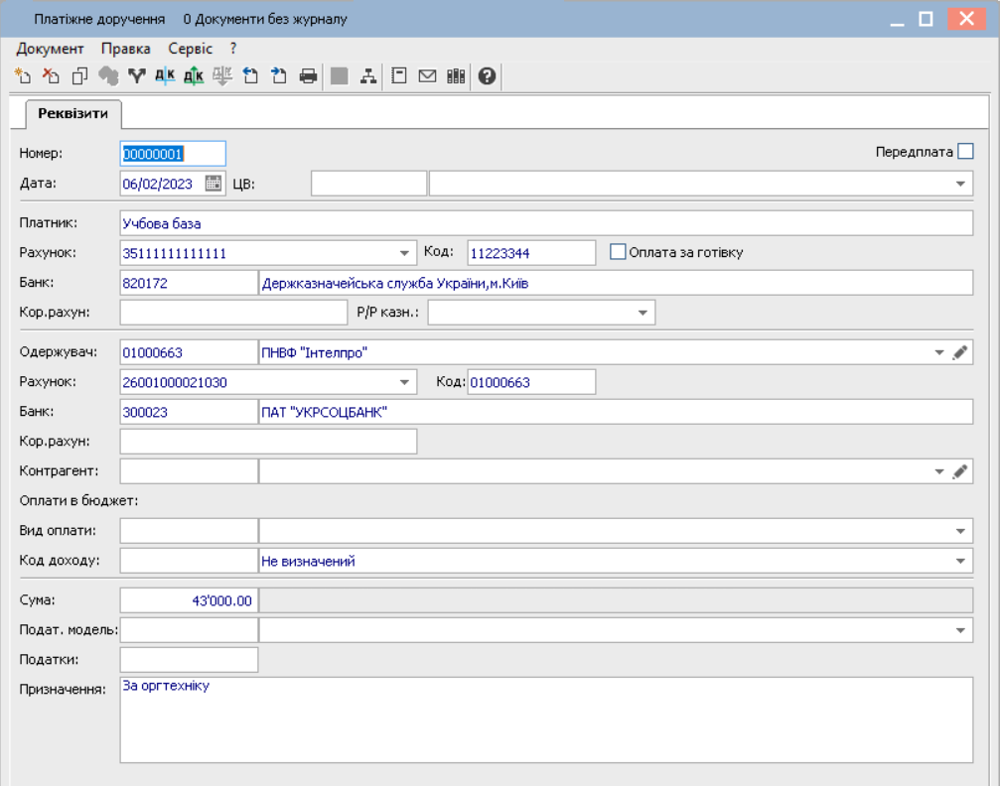 Платіжне доручення 0 Документи без журналу
Документ Правка Сервіс ?
Реквізити
Номер: 00000001 Передплата
Дата: 06/02/2023 ЦВ:
Платник: Учбова база
Рахунок: 35111111111111 Код: 11223344 Оплата за готівку
Банк: 820172 Держказначейська служба України,м.Київ
Кор.рахун: Р/Р казн.:
Одержувач: 01000663 ПНВФ "Інтелпро"
Рахунок: 26001000021030 Код: 01000663
Банк: 300023 ПАТ "УКРСОЦБАНК"
Кор.рахун:
Контрагент:
Оплати в бюджет:
Вид оплати:
Код доходу: Не визначений
Сума: 43'000.00
Подат. модель:
Податки:
Призначення: За оргтехніку